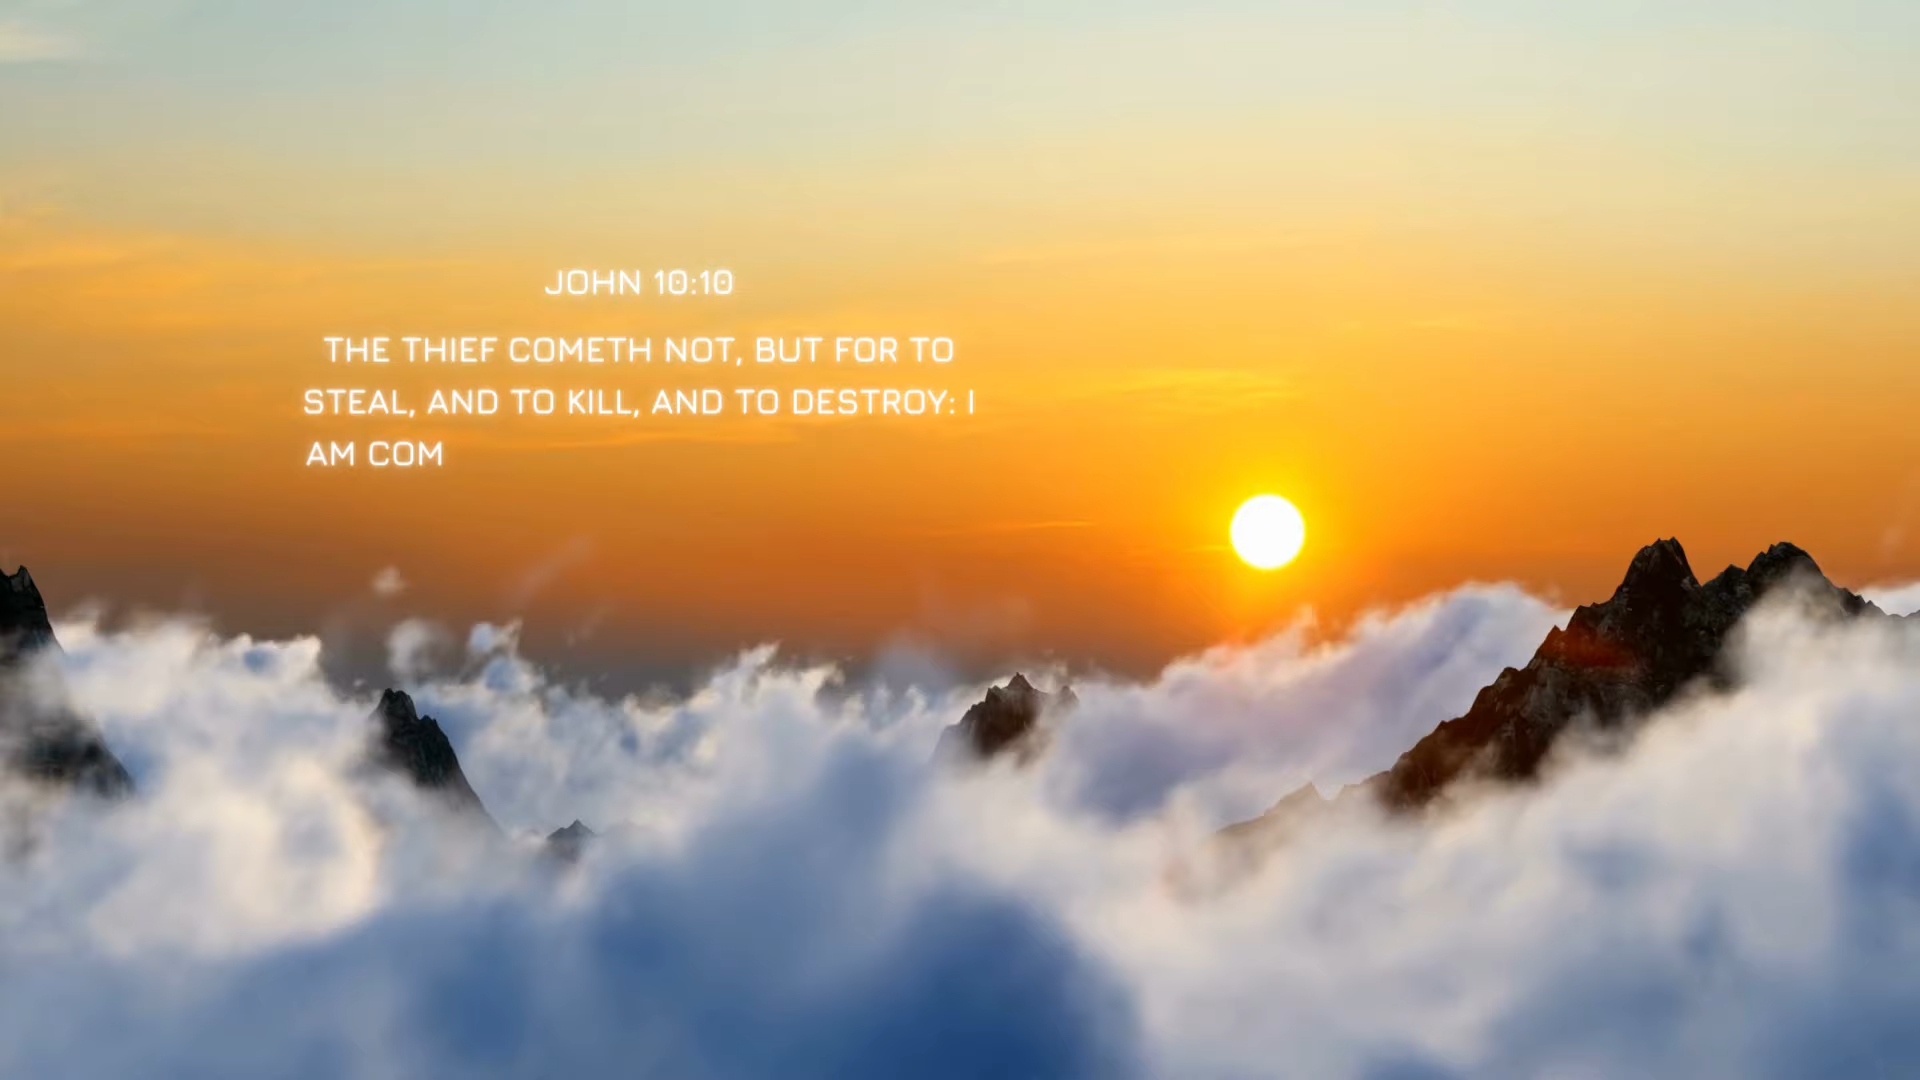 JOHN 10:10
THE THIEF COMETH NOT, BUT FOR TO
STEAL, AND TO KILL, AND TO DESTROY: I
AM COM